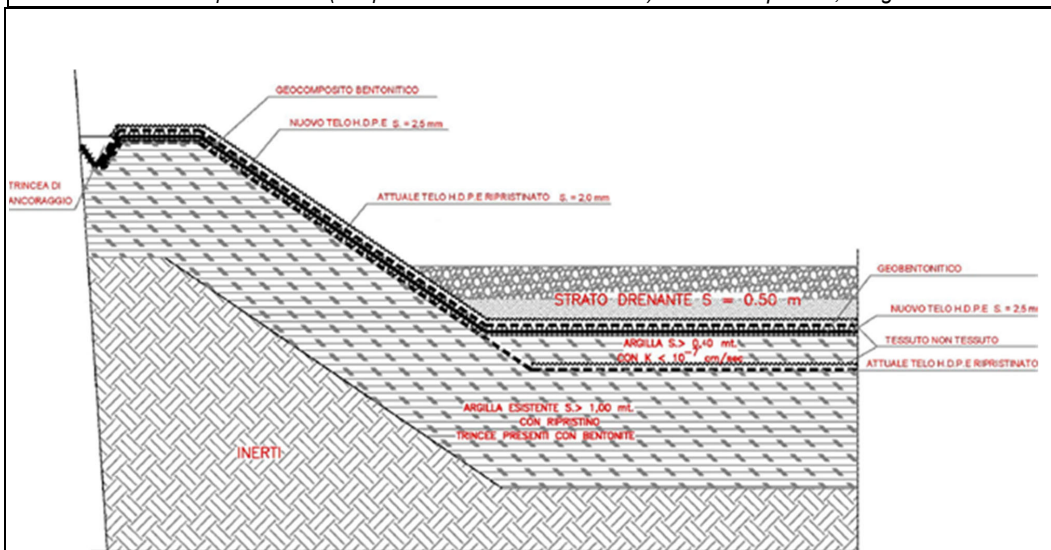 GEOCOMPOSITO BENTONITICO
NUOVO TELO H.D.P.E S. = 2.5 mm
TRINCEA DI
ANCORAGGIO
ATTUALE TELO H.D.P.E RIPRISTINATO S. = 2.0 mm
GEOBENTONITICO
STRATO DRENANTE S = 0.50 m
NUOVO TELO H.D.P.E. S. = 2.5 m
ARGILLA S.> 0,40 mt.
CON K < 10⁻⁷ cm/sec
TESSUTO NON TESSUTO
ATTUALE TELO H.D.P.E RIPRISTINATO
ARGILLA ESISTENTE S.> 1,00 mt.
CON RIPRISTINO
TRINCEE PRESENTI CON BENTONITE
INERTI